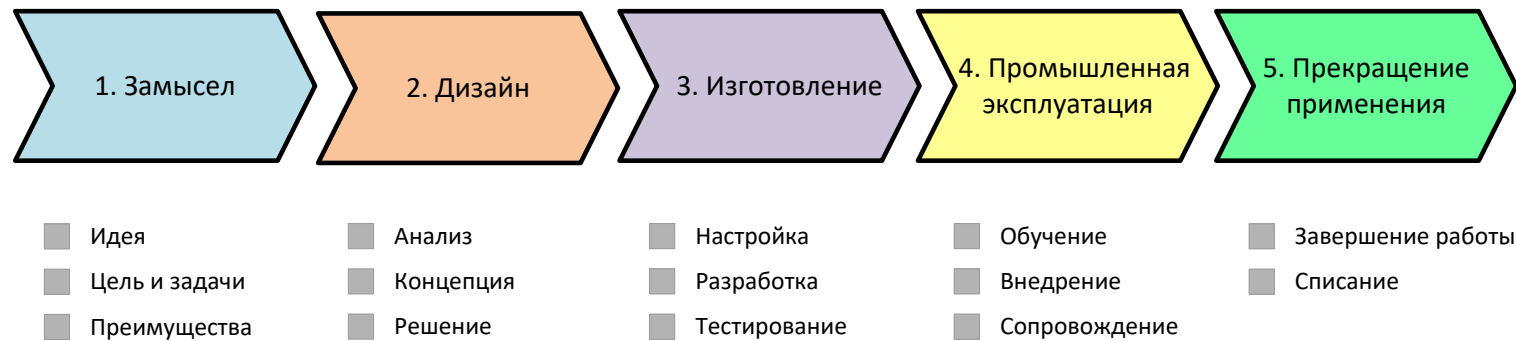 1. Замысел
2. Дизайн
3. Изготовление
4. Промышленная
эксплуатация
5. Прекращение
применения
Идея
Цель и задачи
Преимущества
Анализ
Концепция
Решение
Настройка
Разработка
Тестирование
Обучение
Внедрение
Сопровождение
Завершение работы
Списание